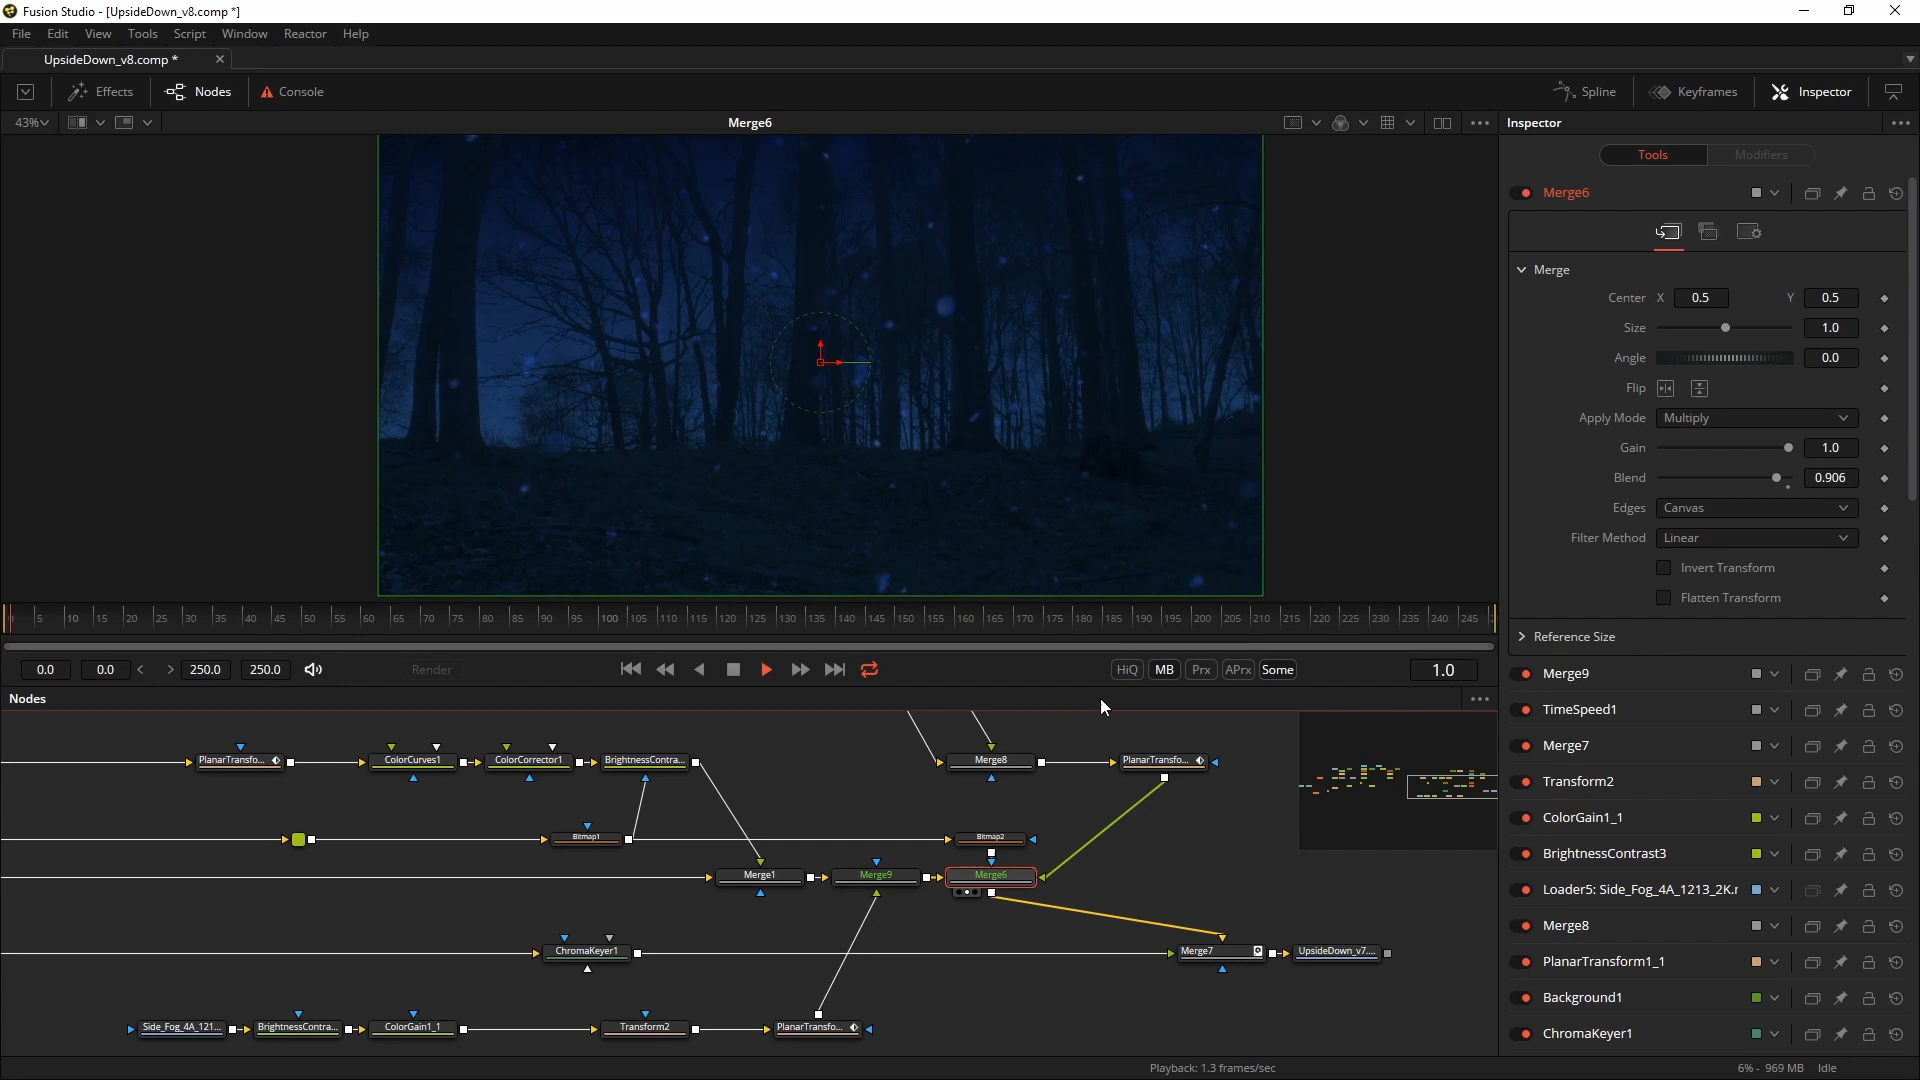 Fusion Studio - [UpsideDown_v8.comp *]
File Edit View Tools Script Window Reactor Help
UpsideDown_v8.comp *
Effects Nodes Console Spline Keyframes Inspector
43% Merge6 Inspector
Tools Modifiers
Merge6
Merge
Center X 0.5 Y 0.5
Size 1.0
Angle 0.0
Flip
Apply Mode Multiply
Gain 1.0
Blend 0.906
Edges Canvas
Filter Method Linear
Invert Transform
Flatten Transform
Reference Size
5 10 15 20 25 30 35 40 45 50 55 60 65 70 75 80 85 90 95 100 105 110 115 120 125 130 135 140 145 150 155 160 165 170 175 180 185 190 195 200 205 210 215 220 225 230 235 240 245
0.0 0.0 < > 250.0 250.0 Render HiQ MB Prx APrx Some 1.0
Nodes
PlanarTransfo... ColorCurves1 ColorCorrector1 BrightnessContra... Merge8 PlanarTransfo...
Bitmap1 Bitmap2
Merge1 Merge9 Merge6
ChromaKeyer1 Merge7 UpsideDown_v7....
Side_Fog_4A_121... BrightnessContra... ColorGain1_1 Transform2 PlanarTransfo...
Merge9
TimeSpeed1
Merge7
Transform2
ColorGain1_1
BrightnessContrast3
Loader5: Side_Fog_4A_1213_2K.r
Merge8
PlanarTransform1_1
Background1
ChromaKeyer1
Playback: 1.3 frames/sec 6% - 969 MB Idle